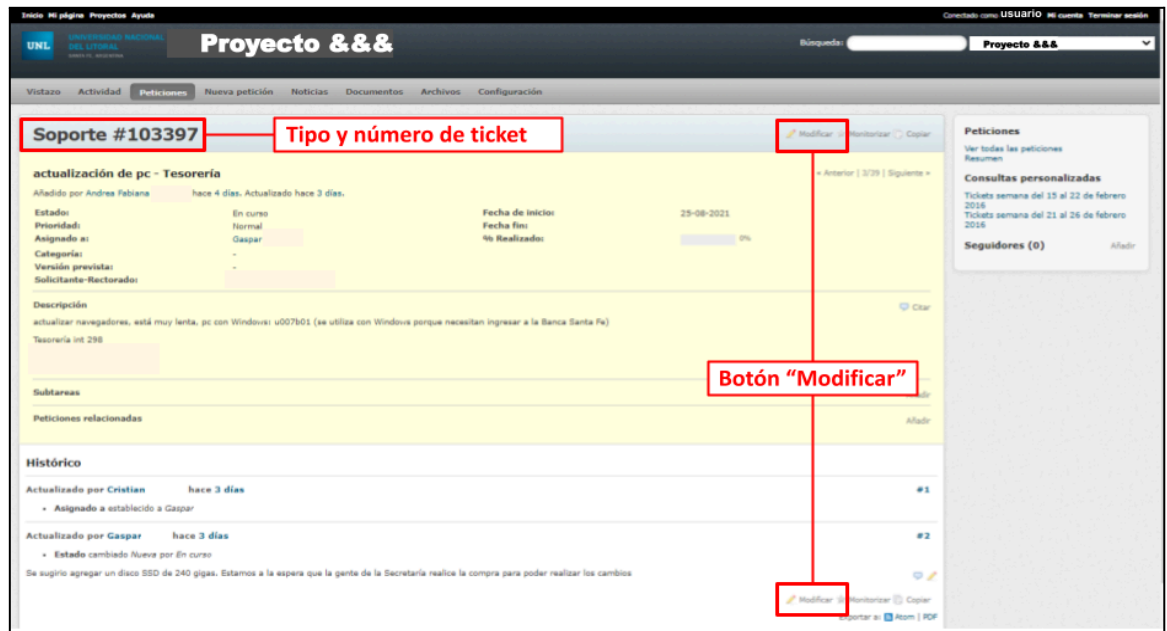 Inicio Mi página Proyectos Ayuda
Conectado como usuario Mi cuenta Terminar sesión
UNL
UNIVERSIDAD NACIONAL DEL LITORAL
Proyecto &&&
Búsqueda:
Proyecto &&&
Vistazo Actividad Peticiones Nueva petición Noticias Documentos Archivos Configuración
Soporte #103397
Tipo y número de ticket
Modificar Monitorizar Copiar
actualización de pc - Tesorería
« Anterior | 3/39 | Siguiente »
Añadido por Andrea Fabiana hace 4 días. Actualizado hace 3 días.
Estado: En curso Fecha de inicio: 25-08-2021
Prioridad: Normal Fecha fin:
Asignado a: Gaspar % Realizado: 0%
Categoría: -
Versión prevista: -
Solicitante-Rectorado:
Descripción
Citar
actualizar navegadores, está muy lenta, pc con Windows: u007b01 (se utiliza con Windows porque necesitan ingresar a la Banca Santa Fe)
Tesorería int 298
Botón “Modificar”
Subtareas
Peticiones relacionadas Añadir
Histórico
Actualizado por Cristian hace 3 días #1
• Asignado a establecido a Gaspar
Actualizado por Gaspar hace 3 días #2
• Estado cambiado Nueva por En curso
Se sugirio agregar un disco SSD de 240 gigas. Estamos a la espera que la gente de la Secretaría realice la compra para poder realizar los cambios
Modificar Monitorizar Copiar
Exportar a: Atom | PDF
Peticiones
Ver todas las peticiones
Resumen
Consultas personalizadas
Tickets semana del 15 al 22 de febrero
2016
Tickets semana del 21 al 26 de febrero
2016
Seguidores (0) Añadir